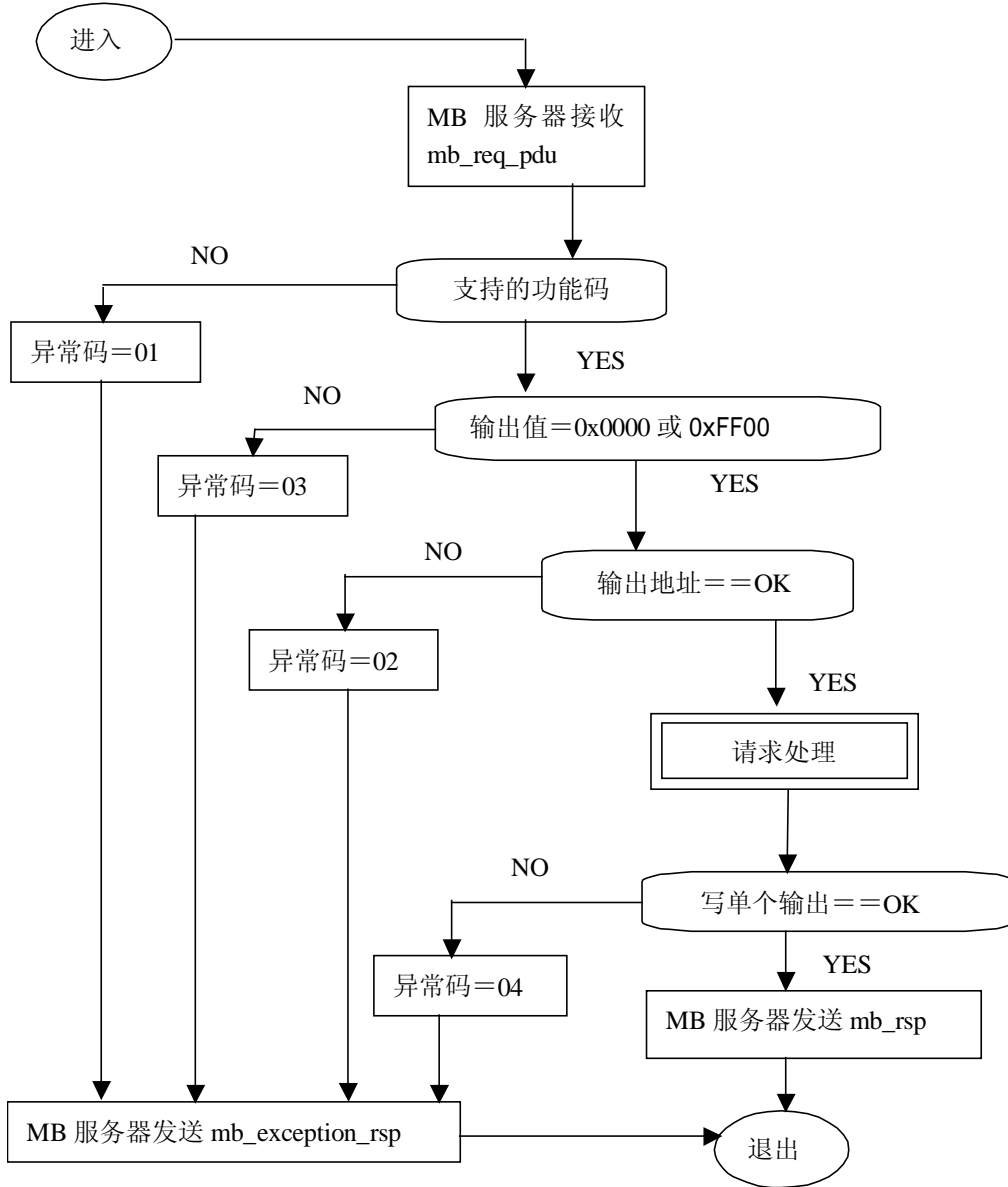 进入
MB 服务器接收
mb_req_pdu
NO
支持的功能码
异常码＝01
YES
NO
输出值＝0x0000 或 0xFF00
异常码＝03
YES
NO
输出地址＝＝OK
异常码＝02
YES
请求处理
NO
写单个输出＝＝OK
异常码＝04
YES
MB 服务器发送 mb_rsp
MB 服务器发送 mb_exception_rsp
退出